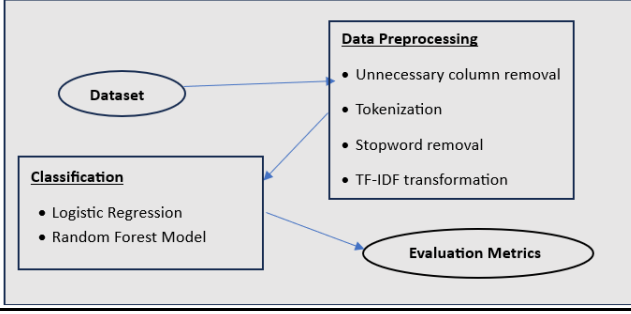 Dataset
Data Preprocessing
• Unnecessary column removal
• Tokenization
• Stopword removal
• TF-IDF transformation
Classification
• Logistic Regression
• Random Forest Model
Evaluation Metrics